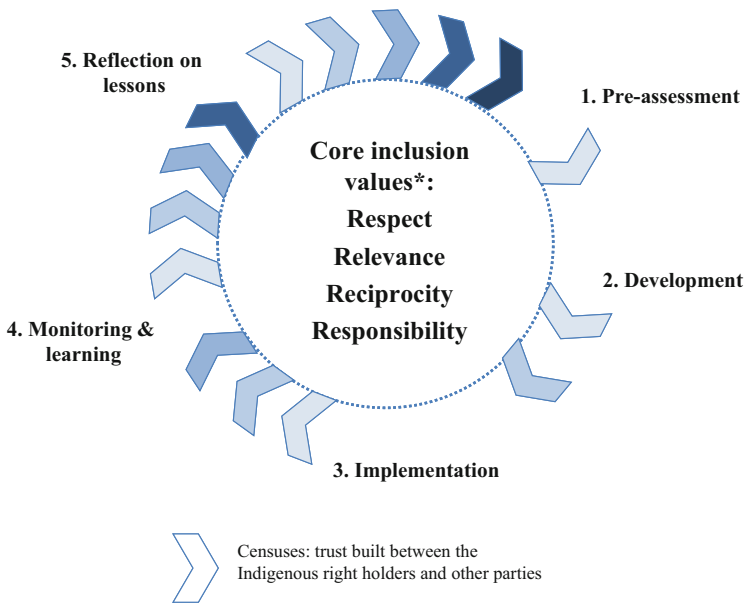 5. Reflection on
lessons
1. Pre-assessment
Core inclusion
values*:
Respect
Relevance
Reciprocity
Responsibility
2. Development
4. Monitoring &
learning
3. Implementation
Censuses: trust built between the
Indigenous right holders and other parties